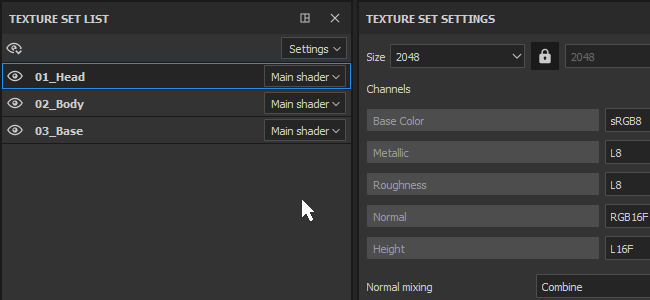 TEXTURE SET LIST
Settings
01_Head Main shader
02_Body Main shader
03_Base Main shader
TEXTURE SET SETTINGS
Size 2048 2048
Channels
Base Color sRGB8
Metallic L8
Roughness L8
Normal RGB16F
Height L16F
Normal mixing Combine